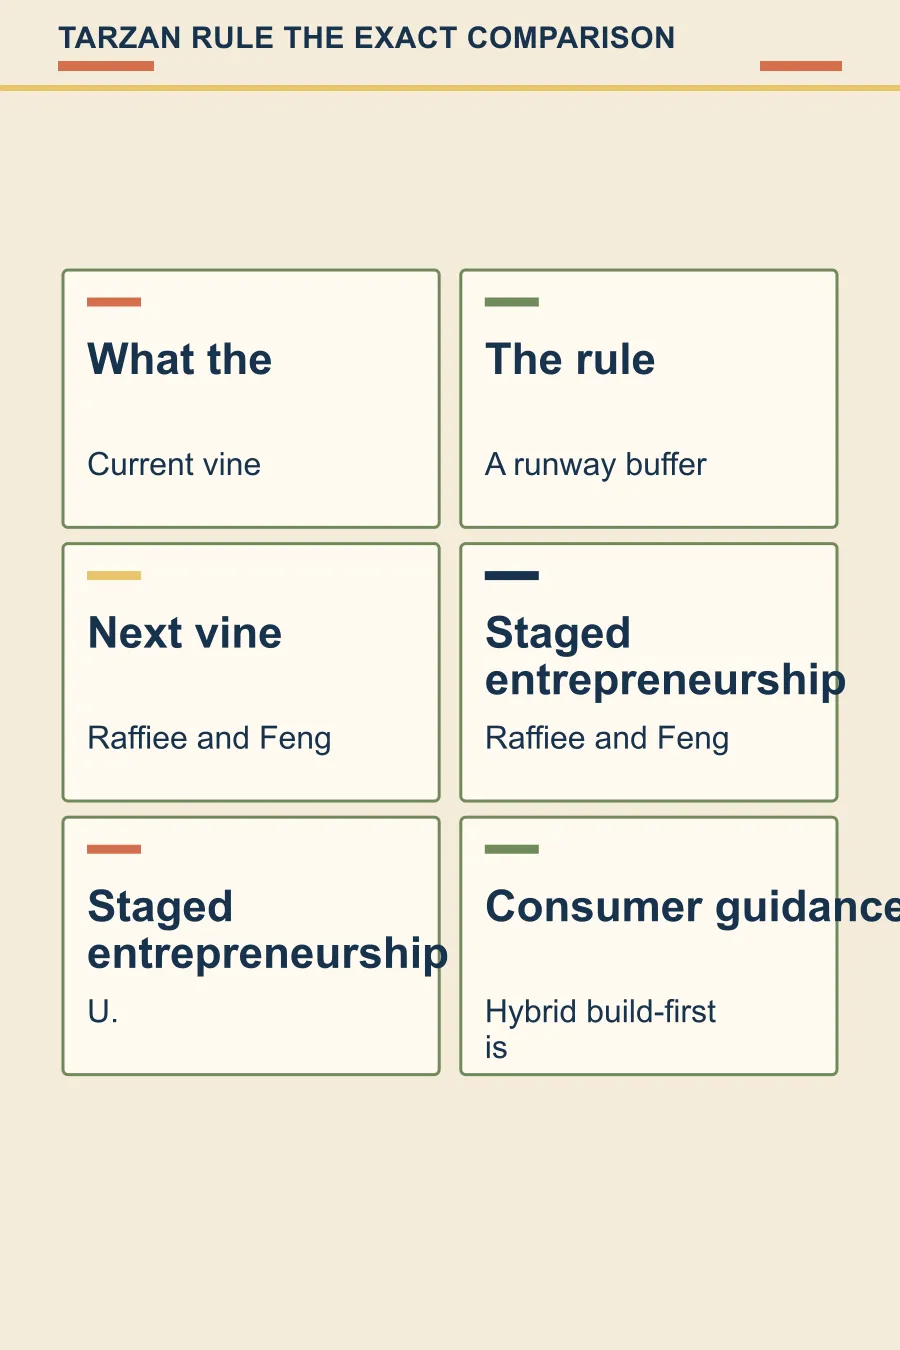 TARZAN RULE THE EXACT COMPARISON
What the
Current vine
The rule
A runway buffer
Next vine
Raffiee and Feng
Staged
entrepreneurship
Raffiee and Feng
Staged
entrepreneurship
U.
Consumer guidance
Hybrid build-first
is